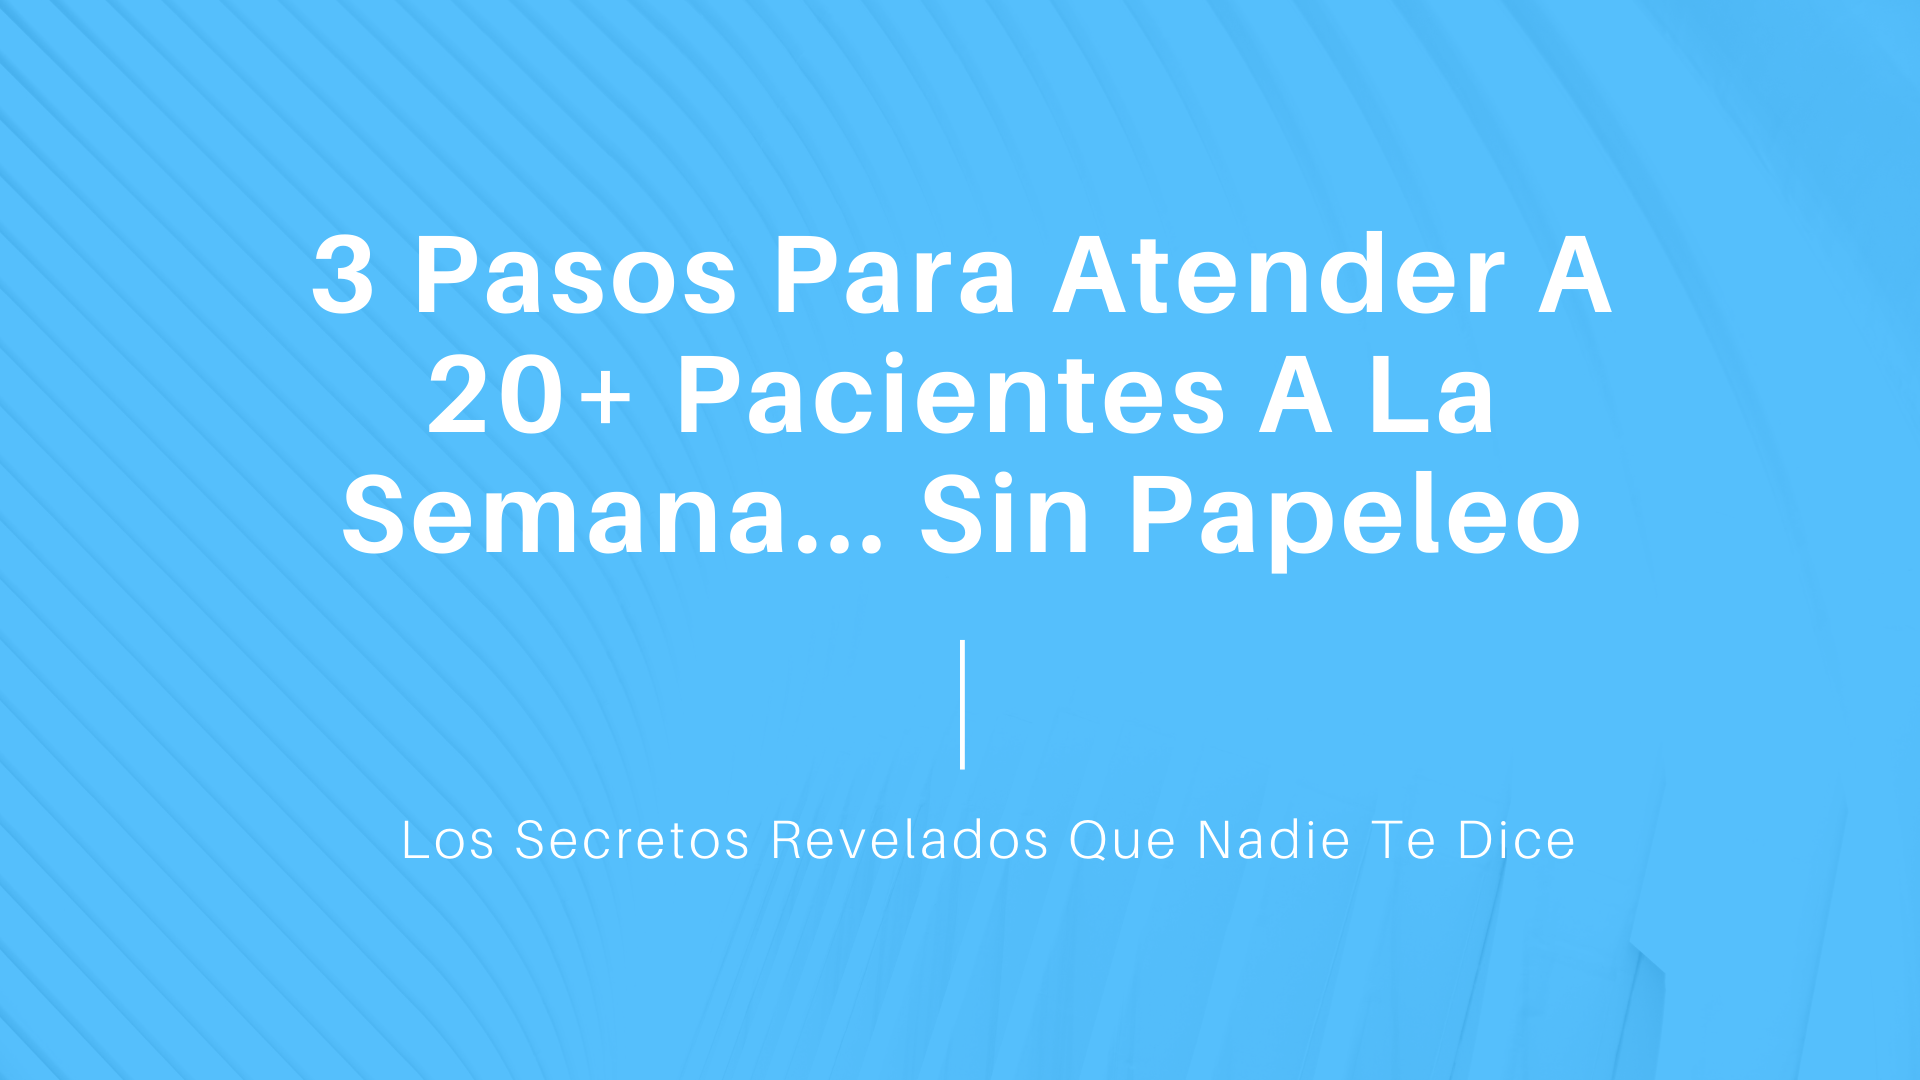 3 Pasos Para Atender A
20+ Pacientes A La
Semana... Sin Papeleo
Los Secretos Revelados Que Nadie Te Dice